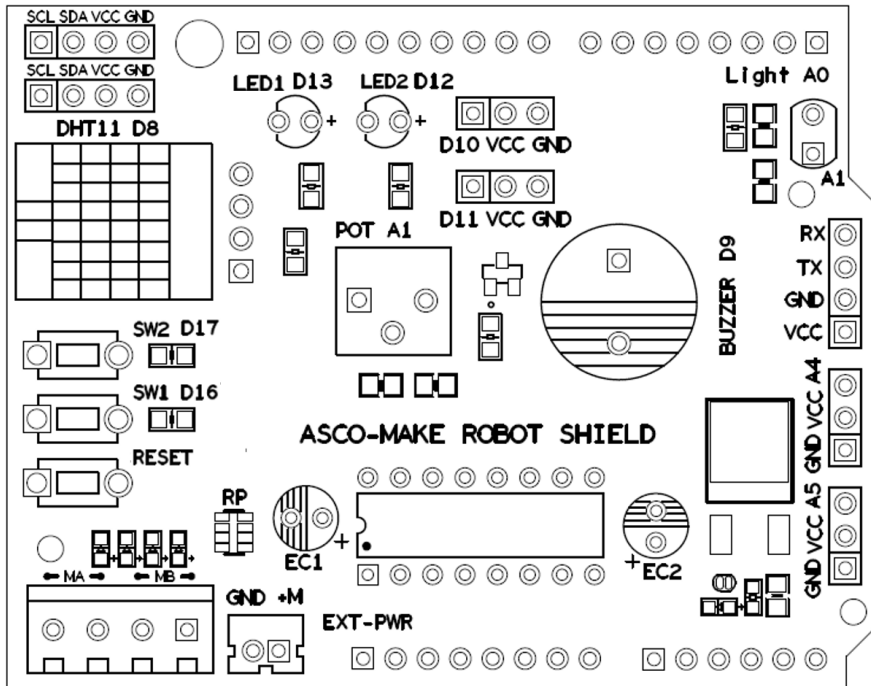 SCL SDA VCC GND
SCL SDA VCC GND
DHT11 D8
LED1 D13
LED2 D12
D10 VCC GND
D11 VCC GND
Light A0
A1
POT A1
BUZZER D9
RX
TX
GND
VCC
GND VCC A4
GND VCC A5
SW2 D17
SW1 D16
RESET
ASCO-MAKE ROBOT SHIELD
RP
EC1
EC2
MA
MB
GND +M
EXT-PWR